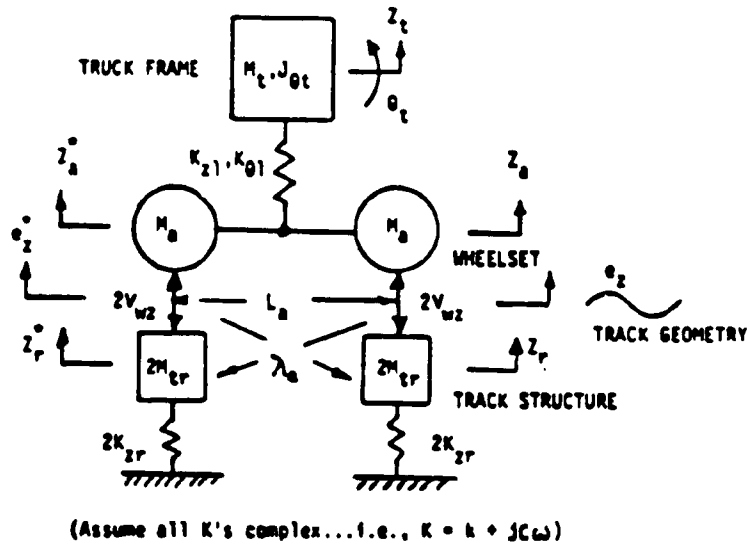 Z_t
TRUCK FRAME
M_t, J_θt
θ_t
Z_a*
K_z1, K_θ1
Z_a
M_a
M_a
e_z*
WHEELSET
e_z
2V_wz
L_a
2V_wz
TRACK GEOMETRY
Z_r*
Z_r
2M_tr
2M_tr
TRACK STRUCTURE
2K_zr
2K_zr
(Assume all K's complex...i.e., K = k + jCω)